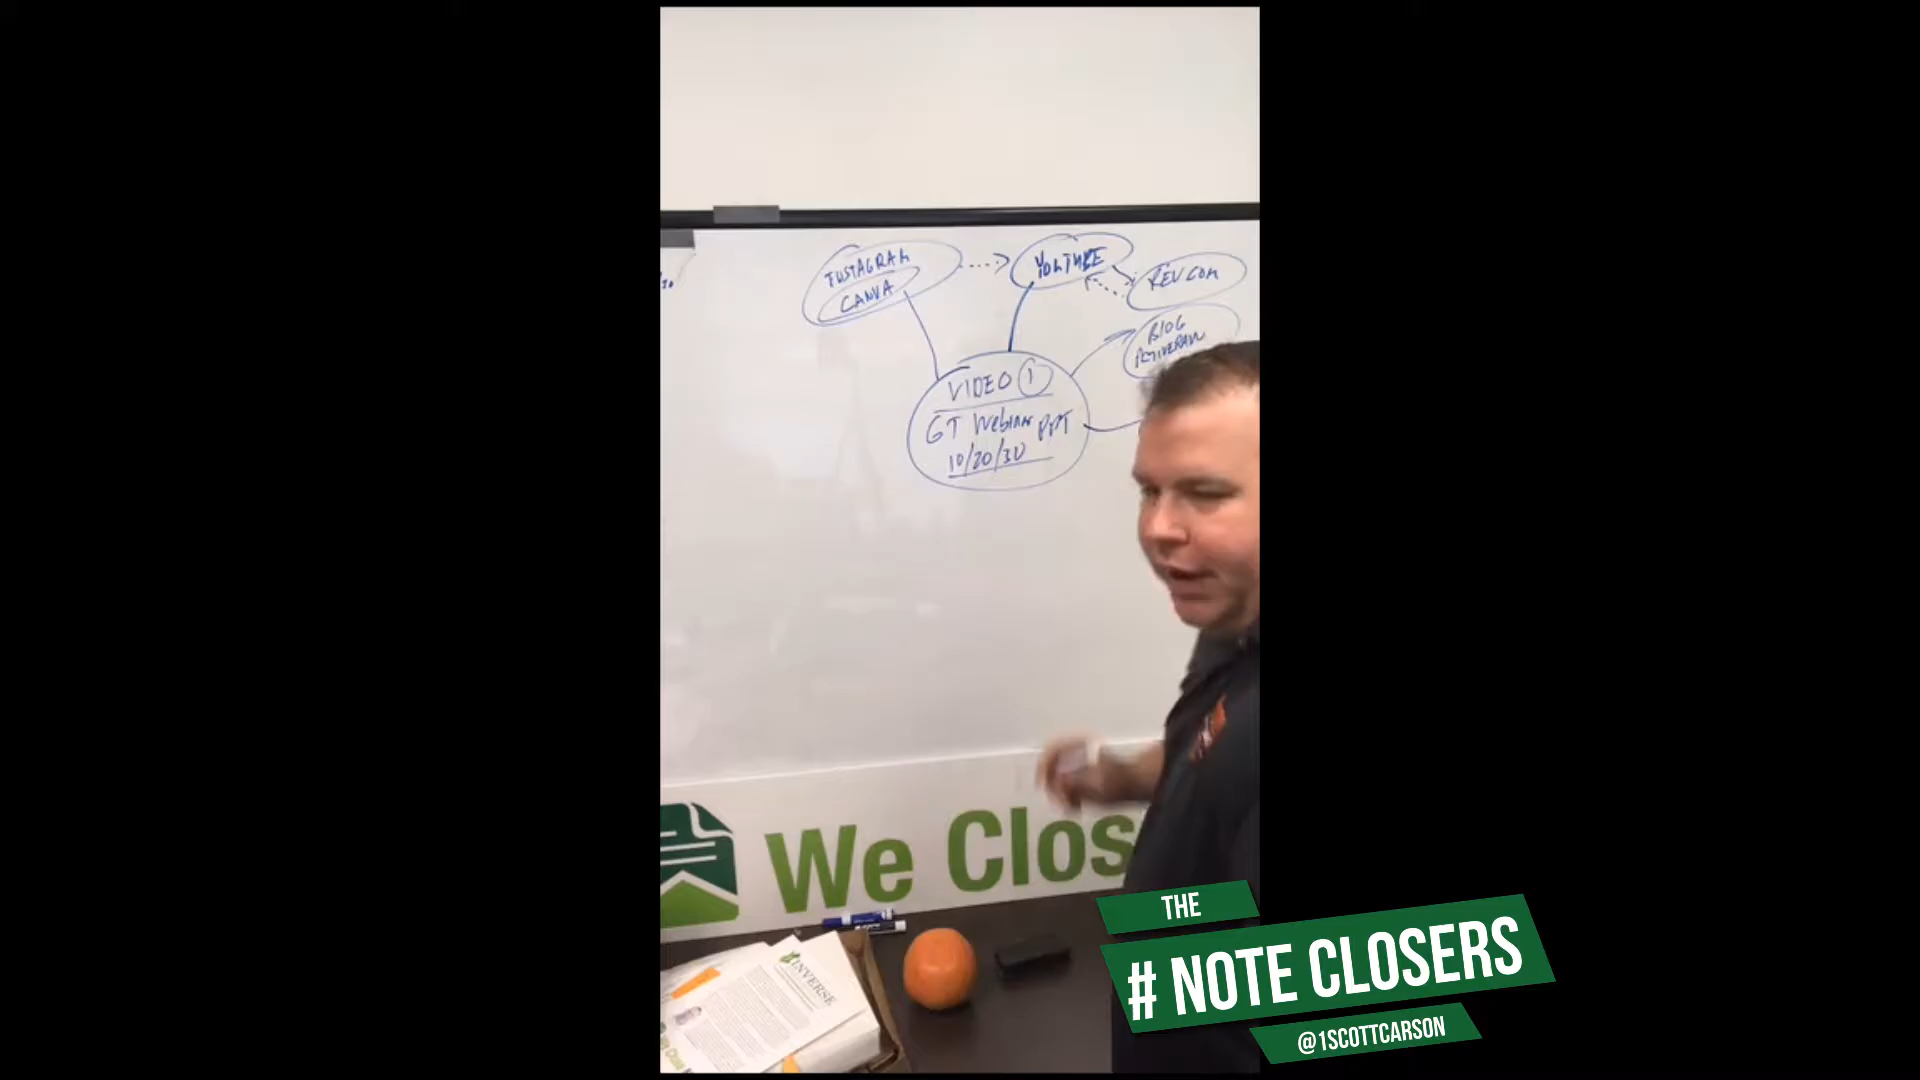 INSTAGRAM
CANVA
YOUTUBE
REV.COM
BLOG
VIDEO 1
GT Webinar PPT
10/20/30
We Clos
INVERSE
THE
# NOTE CLOSERS
@1SCOTTCARSON